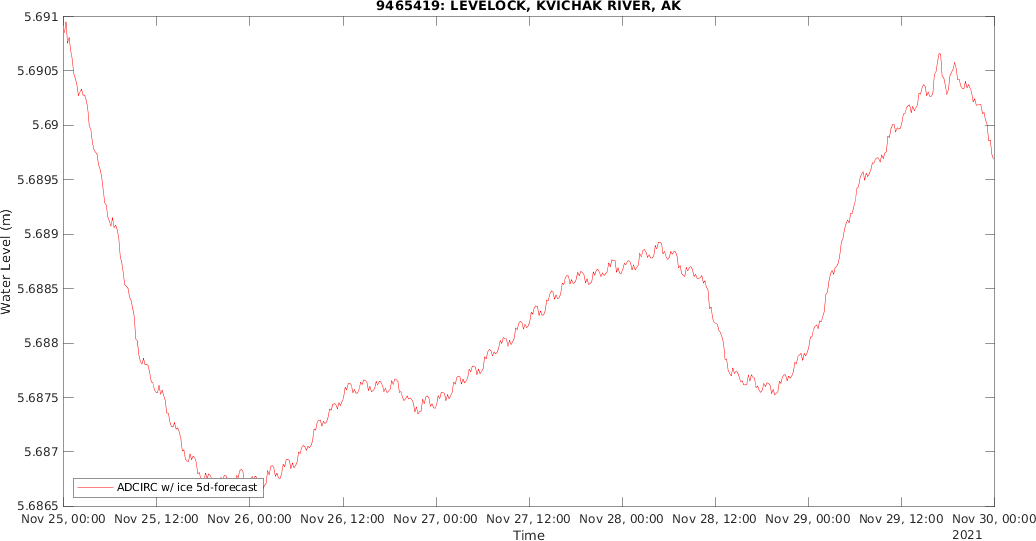 9465419: LEVELOCK, KVICHAK RIVER, AK
5.691
5.6905
5.69
5.6895
5.689
5.6885
5.688
5.6875
5.687
5.6865
Water Level (m)
ADCIRC w/ ice 5d-forecast
Nov 25, 00:00 Nov 25, 12:00 Nov 26, 00:00 Nov 26, 12:00 Nov 27, 00:00 Nov 27, 12:00 Nov 28, 00:00 Nov 28, 12:00 Nov 29, 00:00 Nov 29, 12:00 Nov 30, 00:00
Time
2021